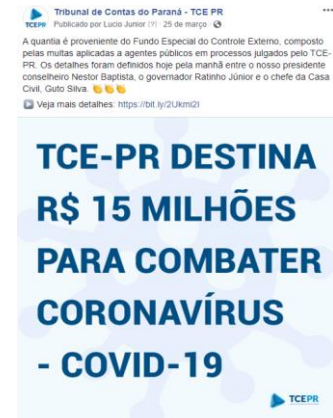 Tribunal de Contas do Paraná - TCE PR
Publicado por Lucio Junior [?] · 25 de março ·
A quantia é proveniente do Fundo Especial do Controle Externo, composto
pelas multas aplicadas a agentes públicos em processos julgados pelo TCE-
PR. Os detalhes foram definidos hoje pela manhã entre o nosso presidente
conselheiro Nestor Baptista, o governador Ratinho Júnior e o chefe da Casa
Civil, Guto Silva. 👏👏👏
▶ Veja mais detalhes: https://bit.ly/2Ukmi2I
TCE-PR DESTINA
R$ 15 MILHÕES
PARA COMBATER
CORONAVÍRUS
- COVID-19
TCEPR
TCEPR